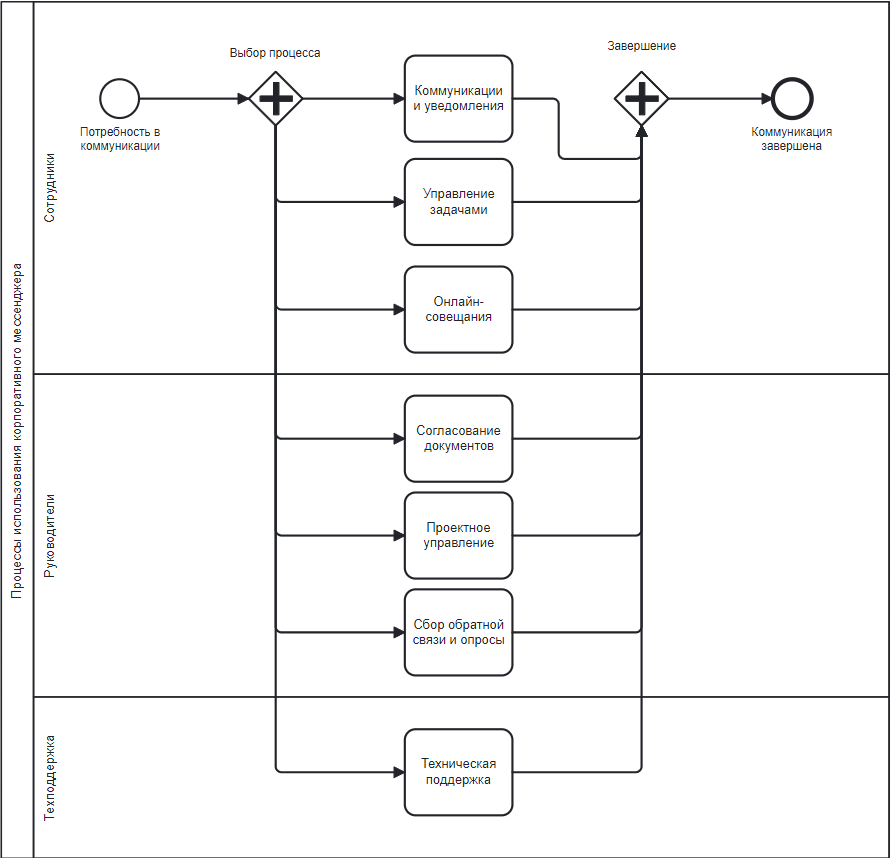 Процессы использования корпоративного мессенджера
Сотрудники
Потребность в
коммуникации
Выбор процесса
Коммуникации
и уведомления
Управление
задачами
Онлайн-
совещания
Завершение
Коммуникация
завершена
Руководители
Согласование
документов
Проектное
управление
Сбор обратной
связи и опросы
Техподдержка
Техническая
поддержка